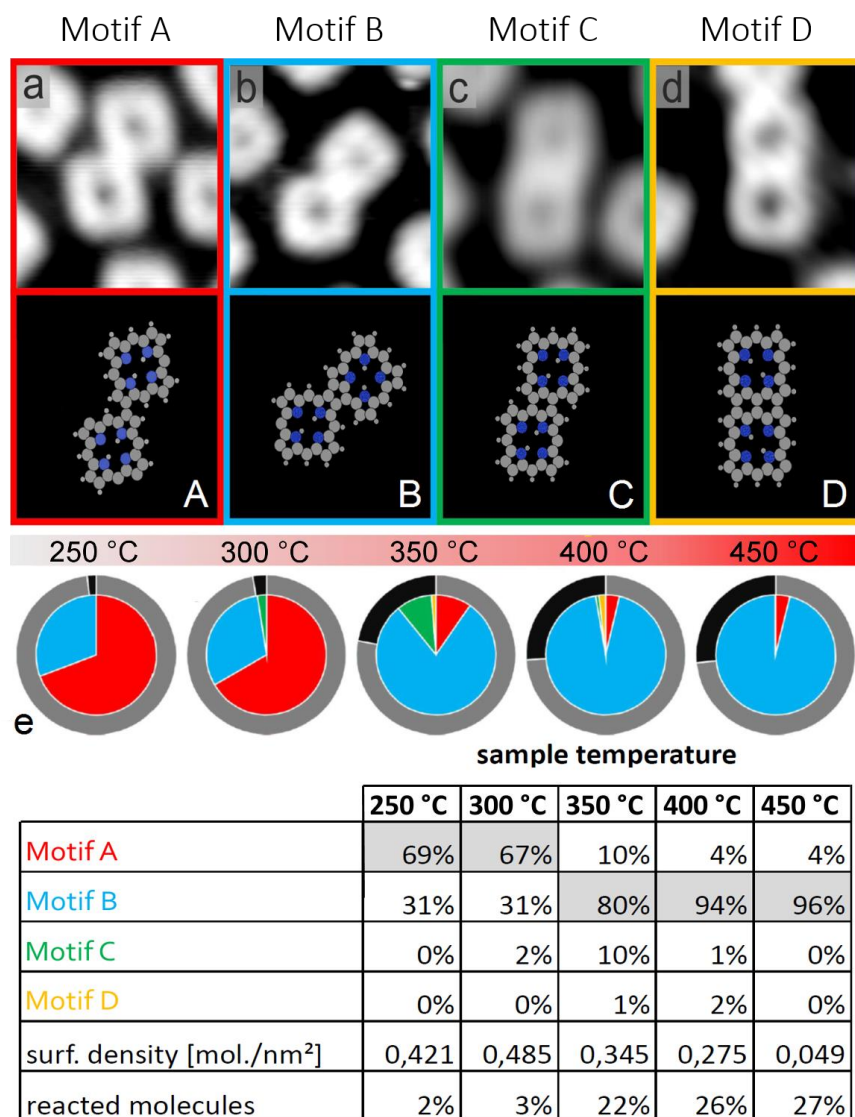 Motif A Motif B Motif C Motif D
a b c d
A B C D
250 °C 300 °C 350 °C 400 °C 450 °C
e
sample temperature
250 °C 300 °C 350 °C 400 °C 450 °C
Motif A 69% 67% 10% 4% 4%
Motif B 31% 31% 80% 94% 96%
Motif C 0% 2% 10% 1% 0%
Motif D 0% 0% 1% 2% 0%
surf. density [mol./nm²] 0,421 0,485 0,345 0,275 0,049
reacted molecules 2% 3% 22% 26% 27%